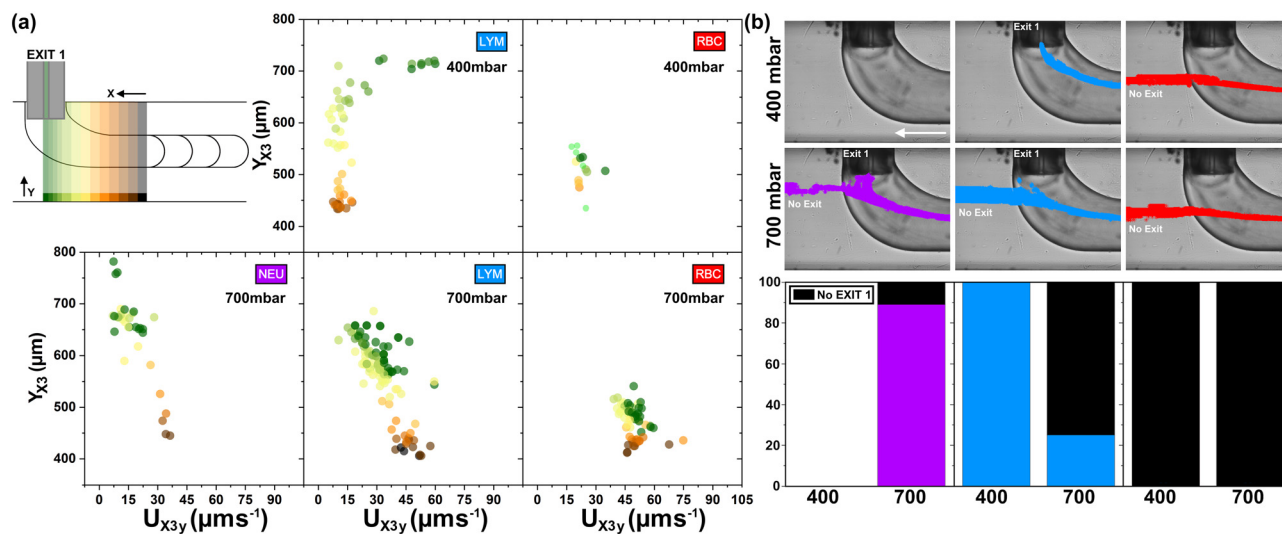 (a)
EXIT 1
X
Y
800
700
600
500
400
Y_X3 (μm)
LYM
400mbar
RBC
400mbar
800
700
600
500
400
Y_X3 (μm)
NEU
700mbar
LYM
700mbar
RBC
700mbar
0 15 30 45 60 75 90
0 15 30 45 60 75 90
0 15 30 45 60 75 90 105
U_X3y (μms⁻¹)
U_X3y (μms⁻¹)
U_X3y (μms⁻¹)
(b)
400 mbar
Exit 1
No Exit
700 mbar
Exit 1
No Exit
Exit 1
No Exit
No Exit
100
80
60
40
20
0
No EXIT 1
400 700 400 700 400 700